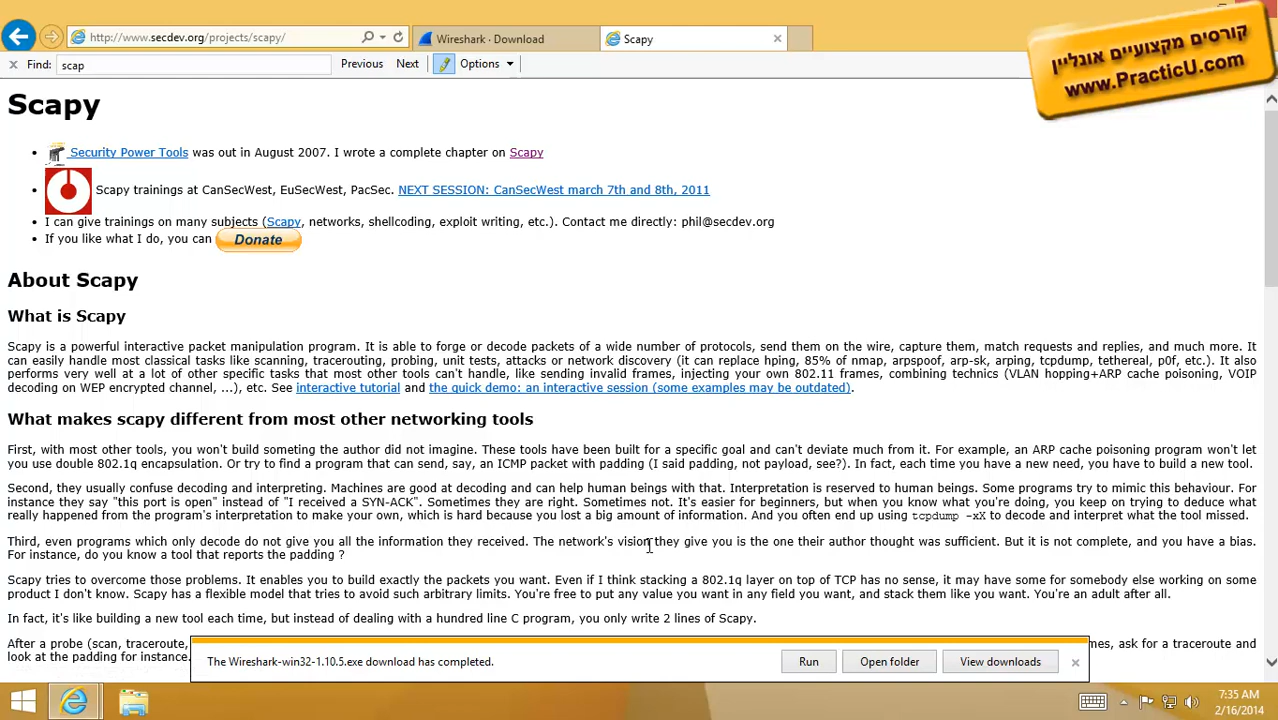 http://www.secdev.org/projects/scapy/
Wireshark · Download
Scapy
קורסים מקצועיים אונליין
www.PracticU.com
Find: scap
Previous
Next
Options
Scapy
Security Power Tools was out in August 2007. I wrote a complete chapter on Scapy
Scapy trainings at CanSecWest, EuSecWest, PacSec. NEXT SESSION: CanSecWest march 7th and 8th, 2011
I can give trainings on many subjects (Scapy, networks, shellcoding, exploit writing, etc.). Contact me directly: phil@secdev.org
If you like what I do, you can Donate
About Scapy
What is Scapy
Scapy is a powerful interactive packet manipulation program. It is able to forge or decode packets of a wide number of protocols, send them on the wire, capture them, match requests and replies, and much more. It
can easily handle most classical tasks like scanning, tracerouting, probing, unit tests, attacks or network discovery (it can replace hping, 85% of nmap, arpspoof, arp-sk, arping, tcpdump, tethereal, p0f, etc.). It also
performs very well at a lot of other specific tasks that most other tools can't handle, like sending invalid frames, injecting your own 802.11 frames, combining technics (VLAN hopping+ARP cache poisoning, VOIP
decoding on WEP encrypted channel, ...), etc. See interactive tutorial and the quick demo: an interactive session (some examples may be outdated).
What makes scapy different from most other networking tools
First, with most other tools, you won't build someting the author did not imagine. These tools have been built for a specific goal and can't deviate much from it. For example, an ARP cache poisoning program won't let
you use double 802.1q encapsulation. Or try to find a program that can send, say, an ICMP packet with padding (I said padding, not payload, see?). In fact, each time you have a new need, you have to build a new tool.
Second, they usually confuse decoding and interpreting. Machines are good at decoding and can help human beings with that. Interpretation is reserved to human beings. Some programs try to mimic this behaviour. For
instance they say "this port is open" instead of "I received a SYN-ACK". Sometimes they are right. Sometimes not. It's easier for beginners, but when you know what you're doing, you keep on trying to deduce what
really happened from the program's interpretation to make your own, which is hard because you lost a big amount of information. And you often end up using tcpdump -xX to decode and interpret what the tool missed.
Third, even programs which only decode do not give you all the information they received. The network's vision they give you is the one their author thought was sufficient. But it is not complete, and you have a bias.
For instance, do you know a tool that reports the padding ?
Scapy tries to overcome those problems. It enables you to build exactly the packets you want. Even if I think stacking a 802.1q layer on top of TCP has no sense, it may have some for somebody else working on some
product I don't know. Scapy has a flexible model that tries to avoid such arbitrary limits. You're free to put any value you want in any field you want, and stack them like you want. You're an adult after all.
In fact, it's like building a new tool each time, but instead of dealing with a hundred line C program, you only write 2 lines of Scapy.
After a probe (scan, traceroute, mes, ask for a traceroute and
look at the padding for instance.
The Wireshark-win32-1.10.5.exe download has completed.
Run
Open folder
View downloads
7:35 AM
2/16/2014